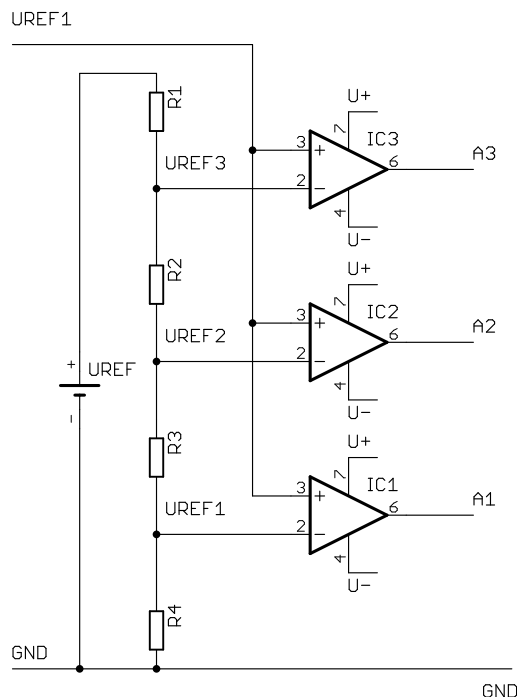 UREF1
R1
U+
3
7
IC3
+
UREF3
6
A3
2
-
4
U-
R2
U+
3
7
IC2
+
UREF2
6
A2
2
-
4
U-
+
UREF
-
R3
U+
3
7
IC1
+
UREF1
6
A1
2
-
4
U-
R4
GND
GND